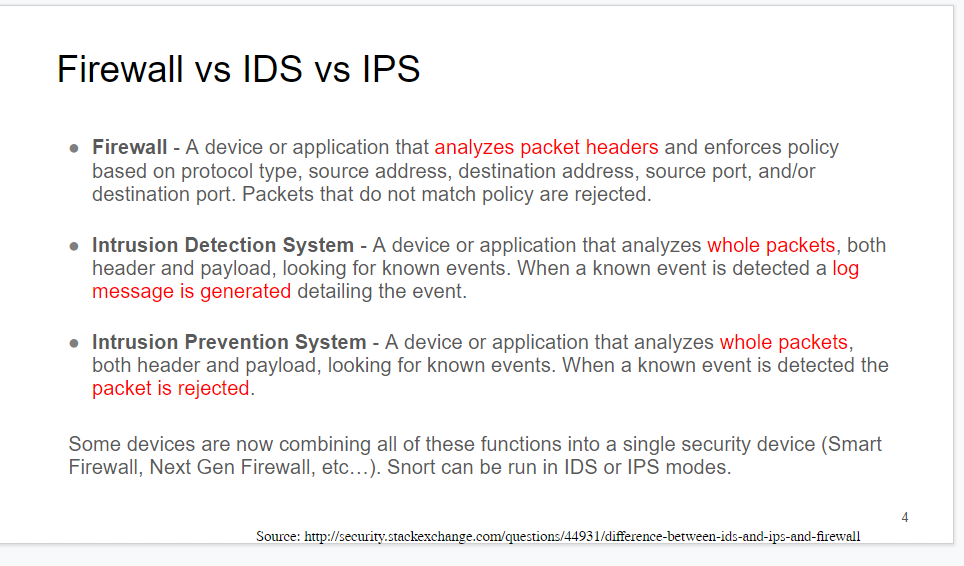 Firewall vs IDS vs IPS
● Firewall - A device or application that analyzes packet headers and enforces policy
based on protocol type, source address, destination address, source port, and/or
destination port. Packets that do not match policy are rejected.
● Intrusion Detection System - A device or application that analyzes whole packets, both
header and payload, looking for known events. When a known event is detected a log
message is generated detailing the event.
● Intrusion Prevention System - A device or application that analyzes whole packets,
both header and payload, looking for known events. When a known event is detected the
packet is rejected.
Some devices are now combining all of these functions into a single security device (Smart
Firewall, Next Gen Firewall, etc…). Snort can be run in IDS or IPS modes.
4
Source: http://security.stackexchange.com/questions/44931/difference-between-ids-and-ips-and-firewall